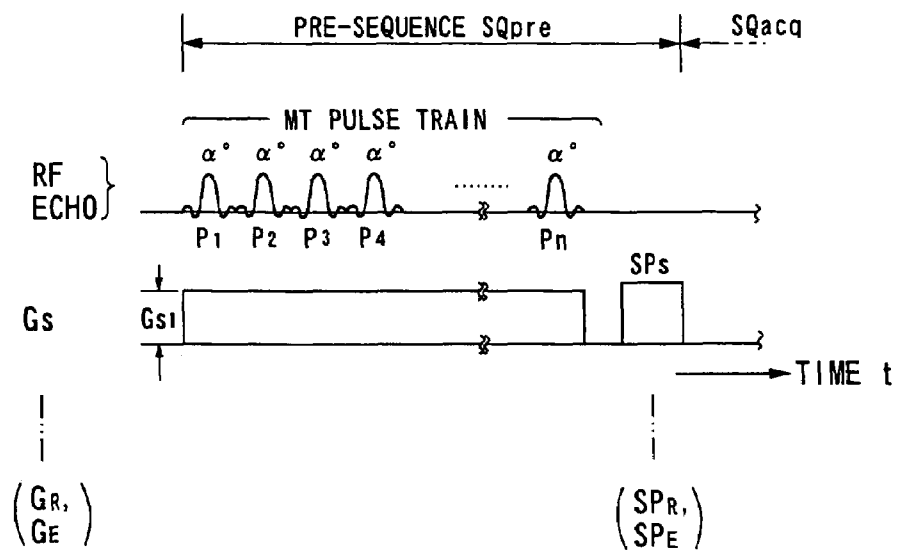 PRE-SEQUENCE SQpre
SQacq
MT PULSE TRAIN
α° α° α° α° ········ α°
RF
ECHO
P1 P2 P3 P4 Pn
SPs
Gs
GS1
TIME t
(GR,
GE)
(SPR,
SPE)